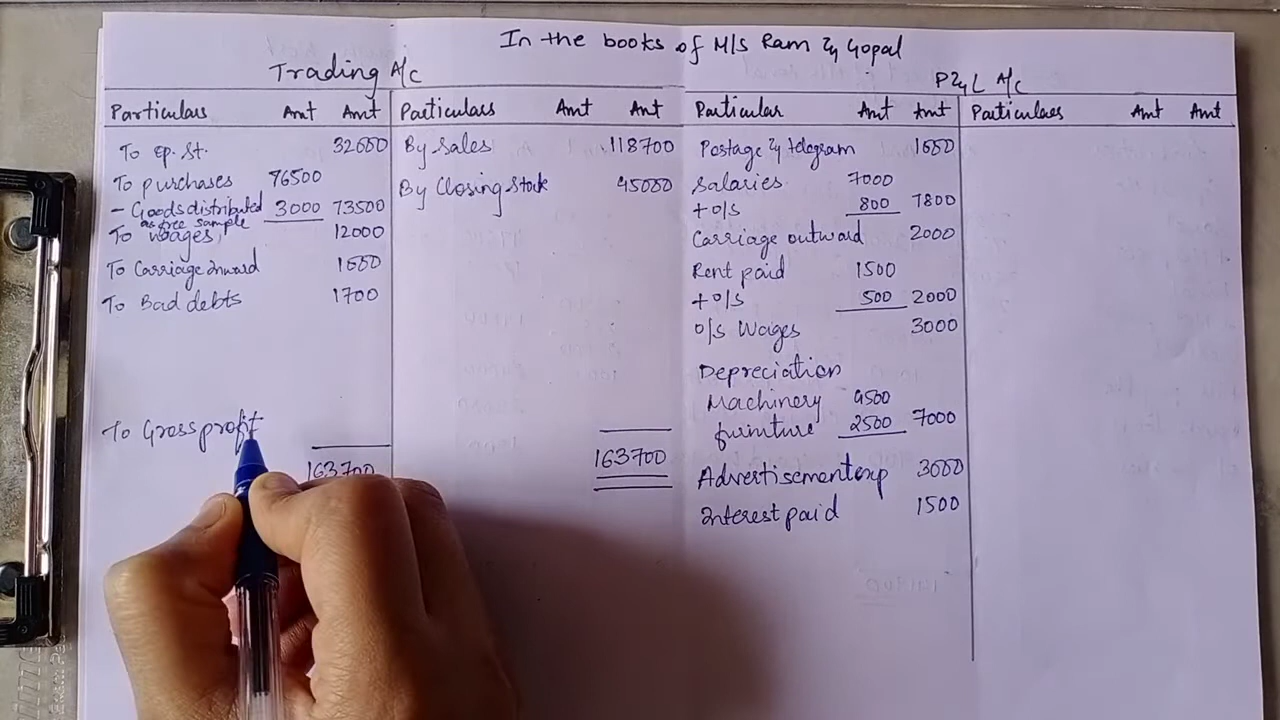 In the books of M/S Ram & Gopal
Trading A/c
P & L A/c
Particulars Amt Amt Particulars Amt Amt
Particular Amt Amt Particulars Amt Amt
To op. st. 32000
To purchases 76500
- Goods distributed 3000 73500
as free sample
To wages, 12000
To Carriage inward 1600
To Bad debts 1700
To Gross profit
163700
By Sales 118700
By Closing Stock 45000
163700
Postage & telegram 1600
Salaries 7000
+ o/s 800 7800
Carriage outward 2000
Rent paid 1500
+ o/s 500 2000
o/s Wages 3000
Depreciation
Machinery 4500
furniture 2500 7000
Advertisement exp 3000
Interest paid 1500